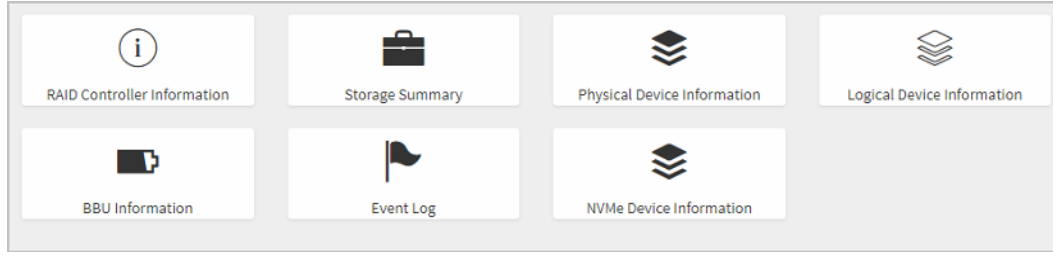 RAID Controller Information
Storage Summary
Physical Device Information
Logical Device Information
BBU Information
Event Log
NVMe Device Information